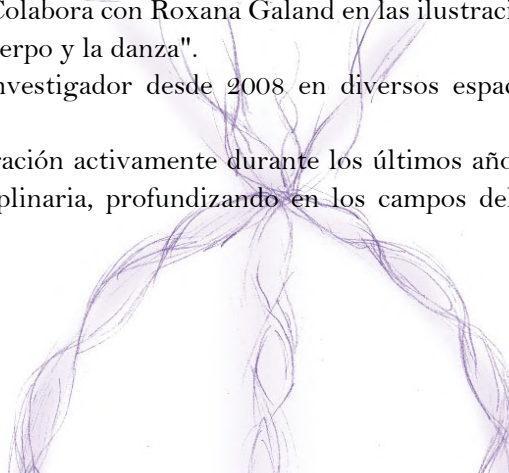 Colabora con Roxana Galand en las ilustraci
erpo y la danza".
nvestigador desde 2008 en diversos espac
ración activamente durante los últimos año
plinaria, profundizando en los campos del